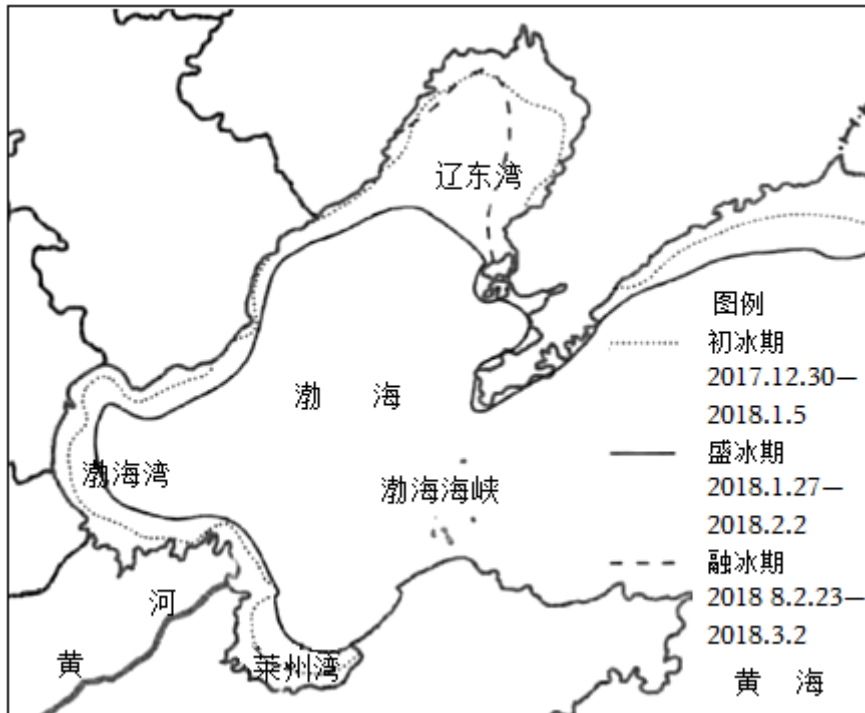 辽东湾
渤 海
渤海湾
渤海海峡
河
黄
莱州湾
图例
初冰期
2017.12.30—
2018.1.5
盛冰期
2018.1.27—
2018.2.2
融冰期
2018 8.2.23—
2018.3.2
黄 海